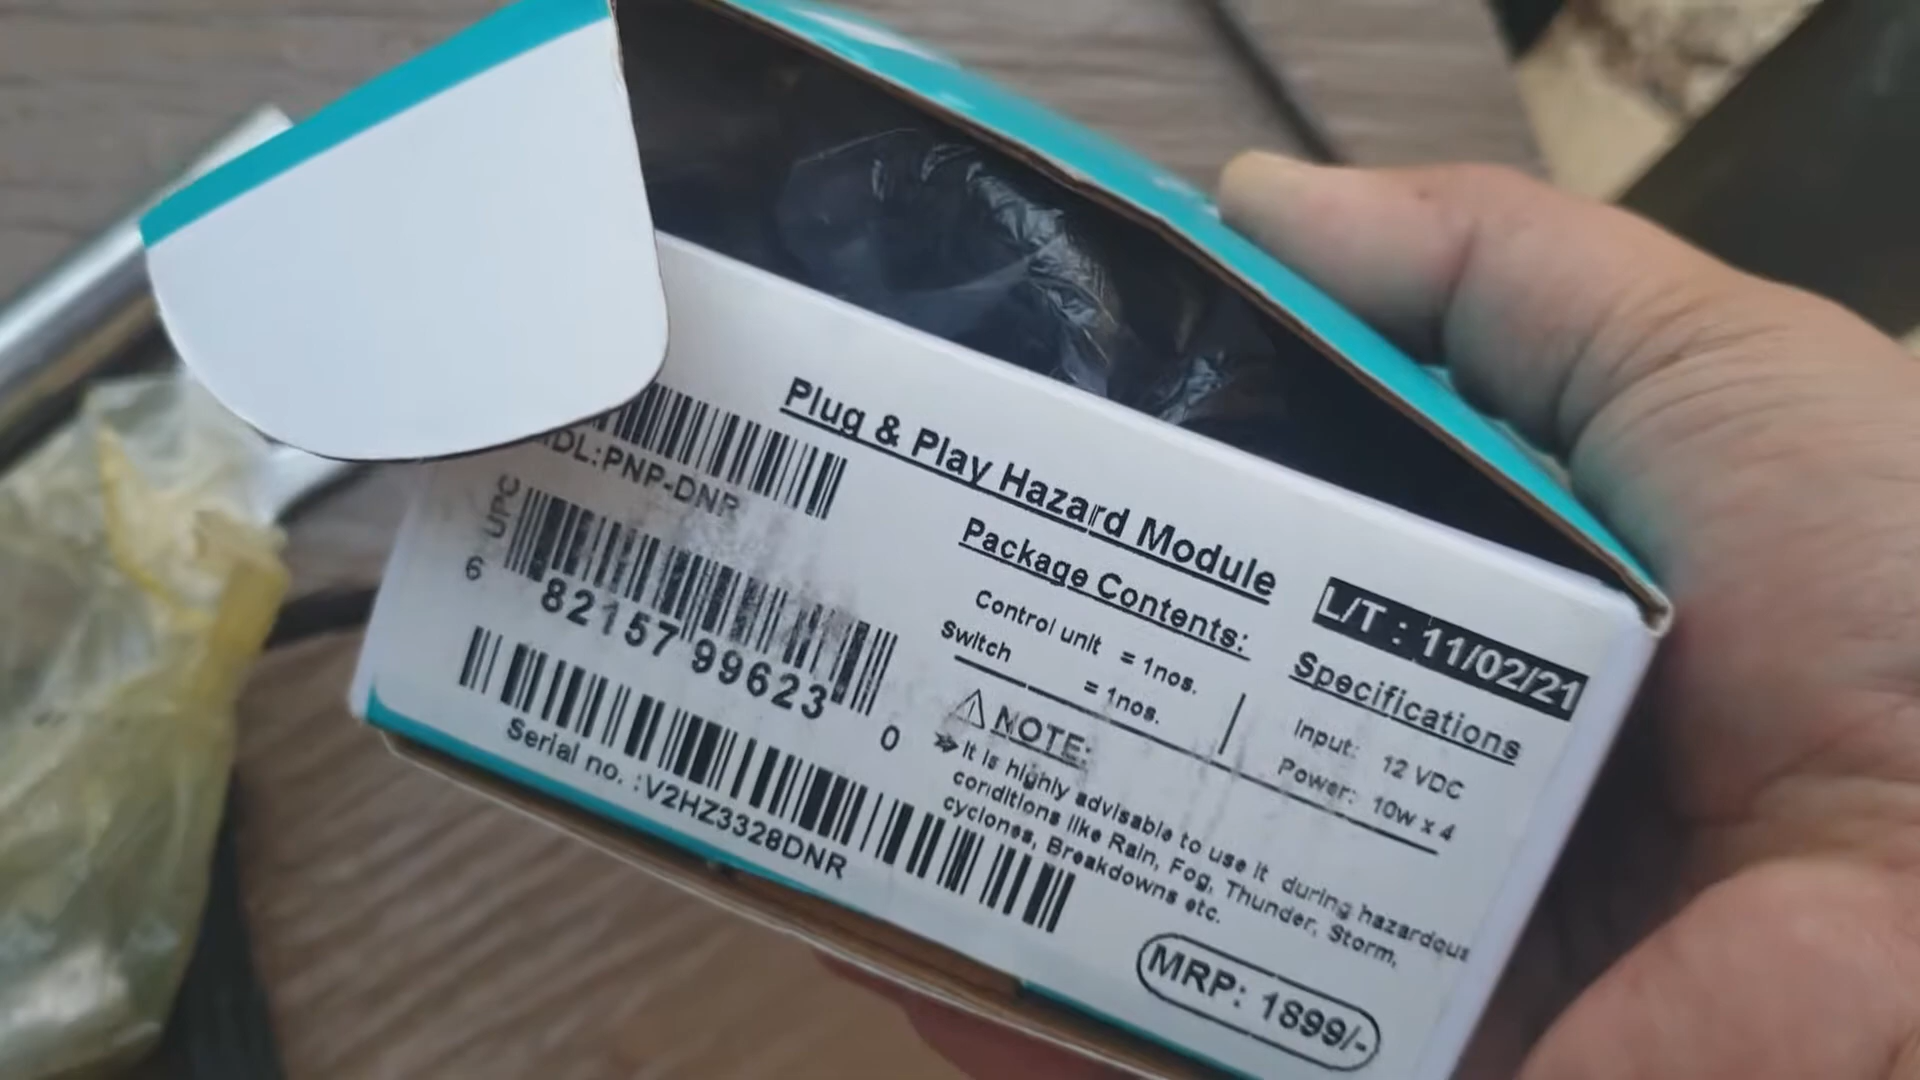 Plug & Play Hazard Module
DL:PNP-DNR
UPC
6 82157 99623 0
Serial no. :V2HZ3328DNR
Package Contents:
Control unit = 1nos.
Switch = 1nos.
L/T : 11/02/21
Specifications
Input: 12 VDC
Power: 10w x 4
⚠ NOTE:
It is highly advisable to use it during hazardous
conditions like Rain, Fog, Thunder, Storm,
cyclones, Breakdowns etc.
MRP: 1899/-